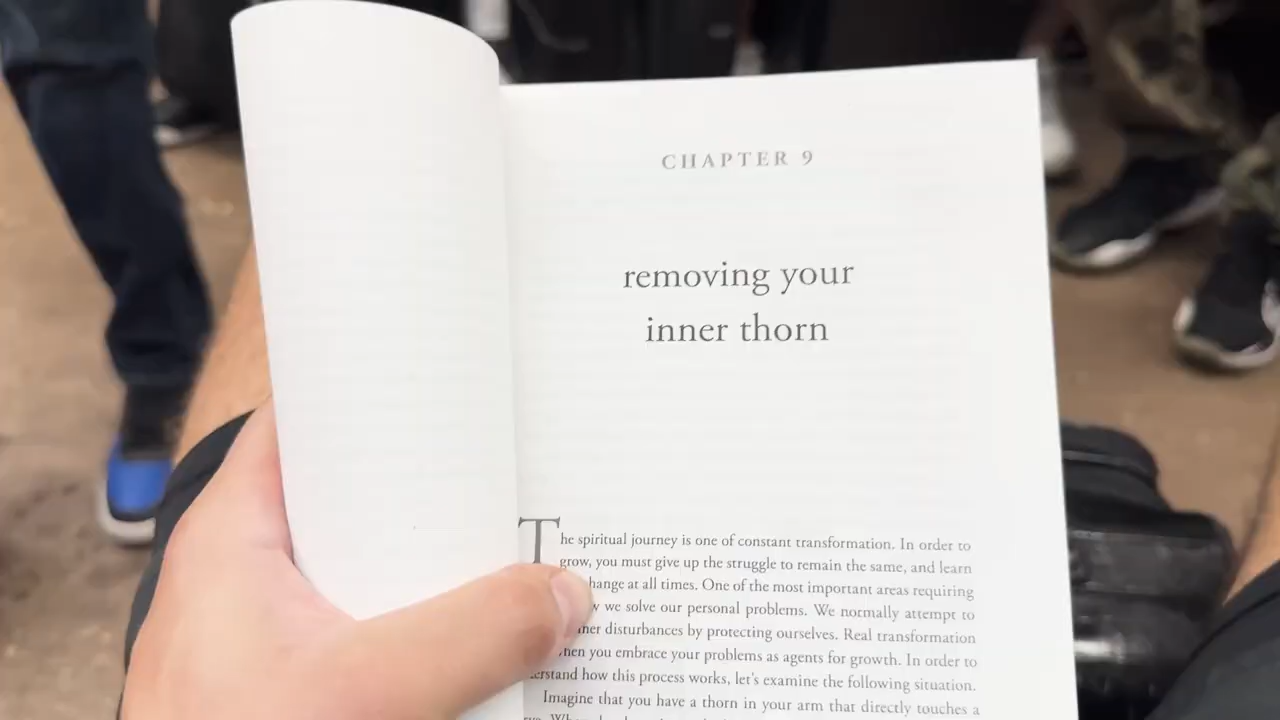 CHAPTER 9
removing your
inner thorn
The spiritual journey is one of constant transformation. In order to
grow, you must give up the struggle to remain the same, and learn
hange at all times. One of the most important areas requiring
we solve our personal problems. We normally attempt to
ner disturbances by protecting ourselves. Real transformation
hen you embrace your problems as agents for growth. In order to
erstand how this process works, let's examine the following situation.
Imagine that you have a thorn in your arm that directly touches a